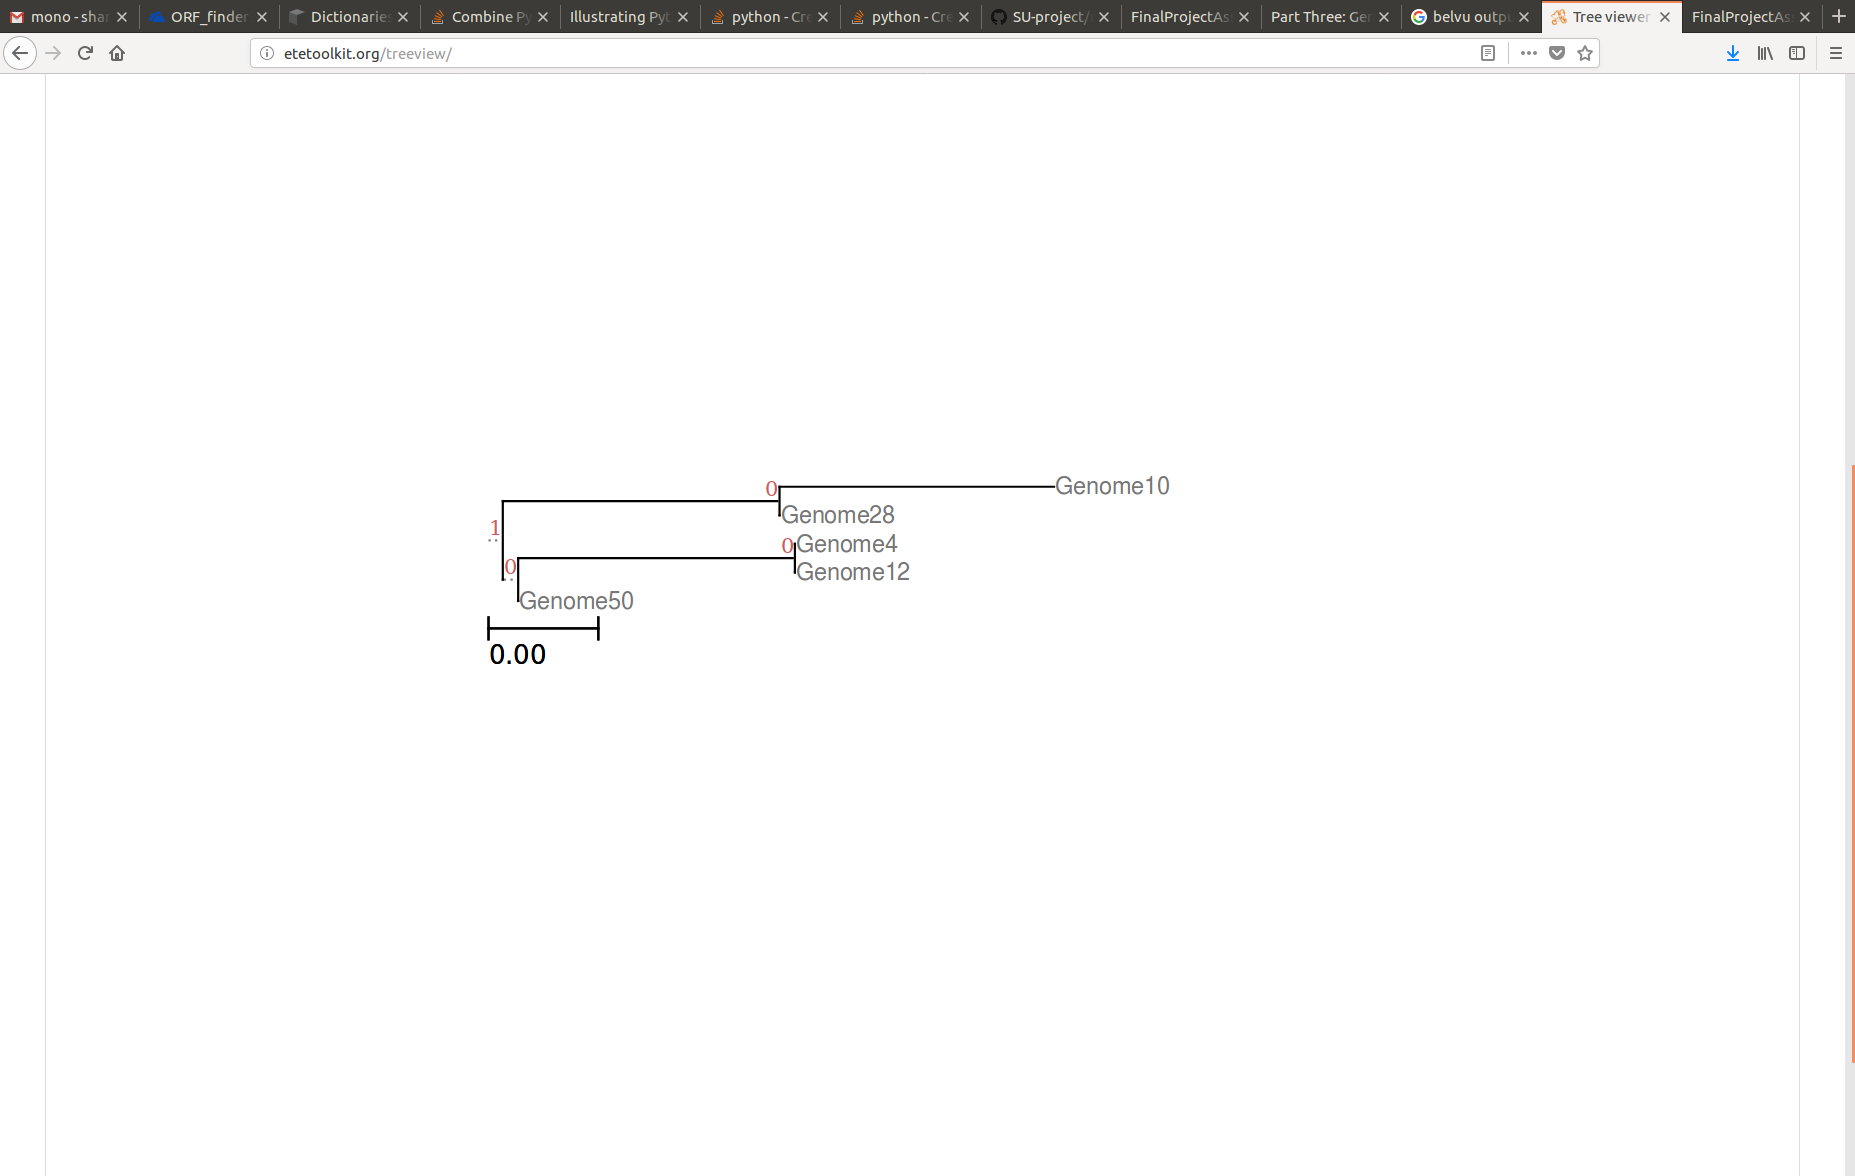 mono - shar
ORF_finder
Dictionaries
Combine Py
Illustrating Pyt
python - Cre
python - Cre
SU-project/
FinalProjectAs
Part Three: Ger
belvu outpu
Tree viewer
FinalProjectAs
etetoolkit.org/treeview/
0
Genome10
Genome28
1
0
Genome4
Genome12
0
Genome50
0.00